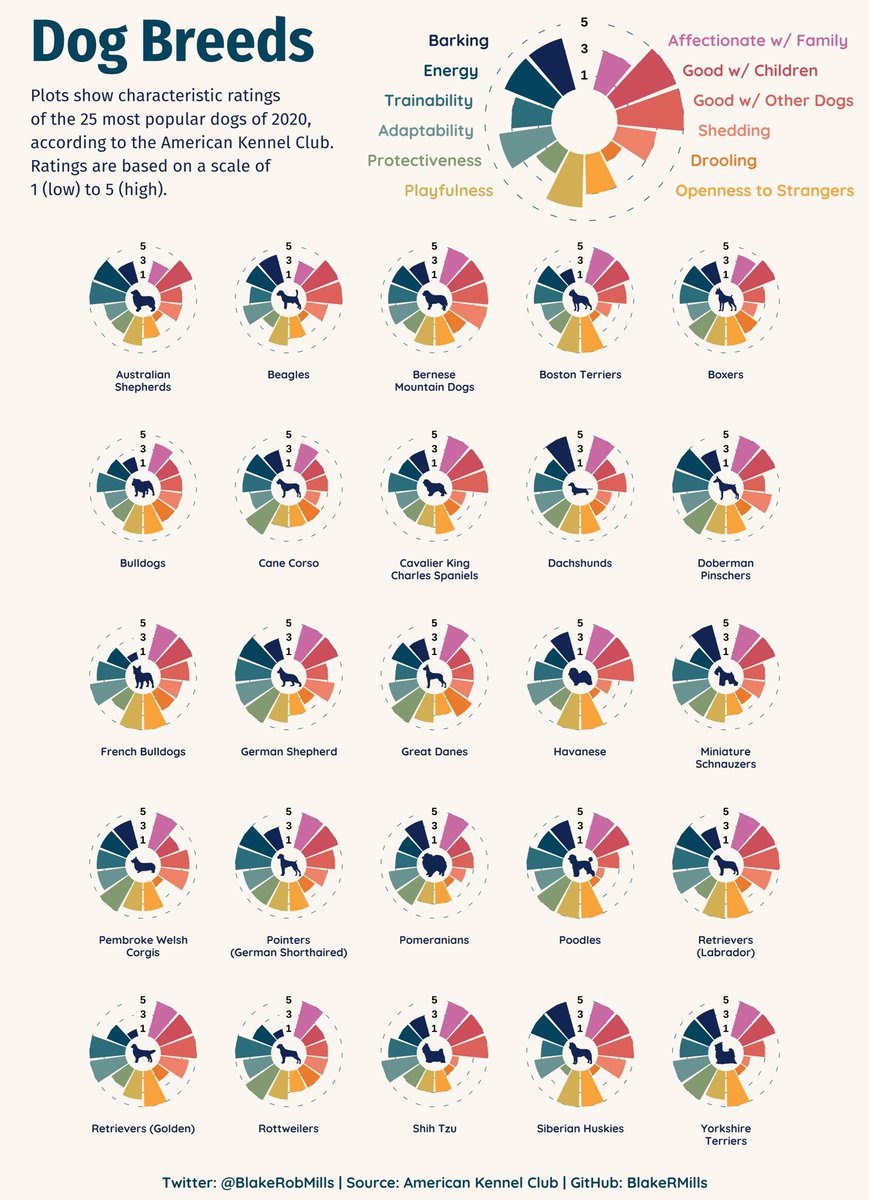 Dog Breeds
Plots show characteristic ratings
of the 25 most popular dogs of 2020,
according to the American Kennel Club.
Ratings are based on a scale of
1 (low) to 5 (high).
Barking
Energy
Trainability
Adaptability
Protectiveness
Playfulness
5
3
1
Affectionate w/ Family
Good w/ Children
Good w/ Other Dogs
Shedding
Drooling
Openness to Strangers
5
3
1
Australian
Shepherds
5
3
1
Beagles
5
3
1
Bernese
Mountain Dogs
5
3
1
Boston Terriers
5
3
1
Boxers
5
3
1
Bulldogs
5
3
1
Cane Corso
5
3
1
Cavalier King
Charles Spaniels
5
3
1
Dachshunds
5
3
1
Doberman
Pinschers
5
3
1
French Bulldogs
5
3
1
German Shepherd
5
3
1
Great Danes
5
3
1
Havanese
5
3
1
Miniature
Schnauzers
5
3
1
Pembroke Welsh
Corgis
5
3
1
Pointers
(German Shorthaired)
5
3
1
Pomeranians
5
3
1
Poodles
5
3
1
Retrievers
(Labrador)
5
3
1
Retrievers (Golden)
5
3
1
Rottweilers
5
3
1
Shih Tzu
5
3
1
Siberian Huskies
5
3
1
Yorkshire
Terriers
Twitter: @BlakeRobMills | Source: American Kennel Club | GitHub: BlakeRMills